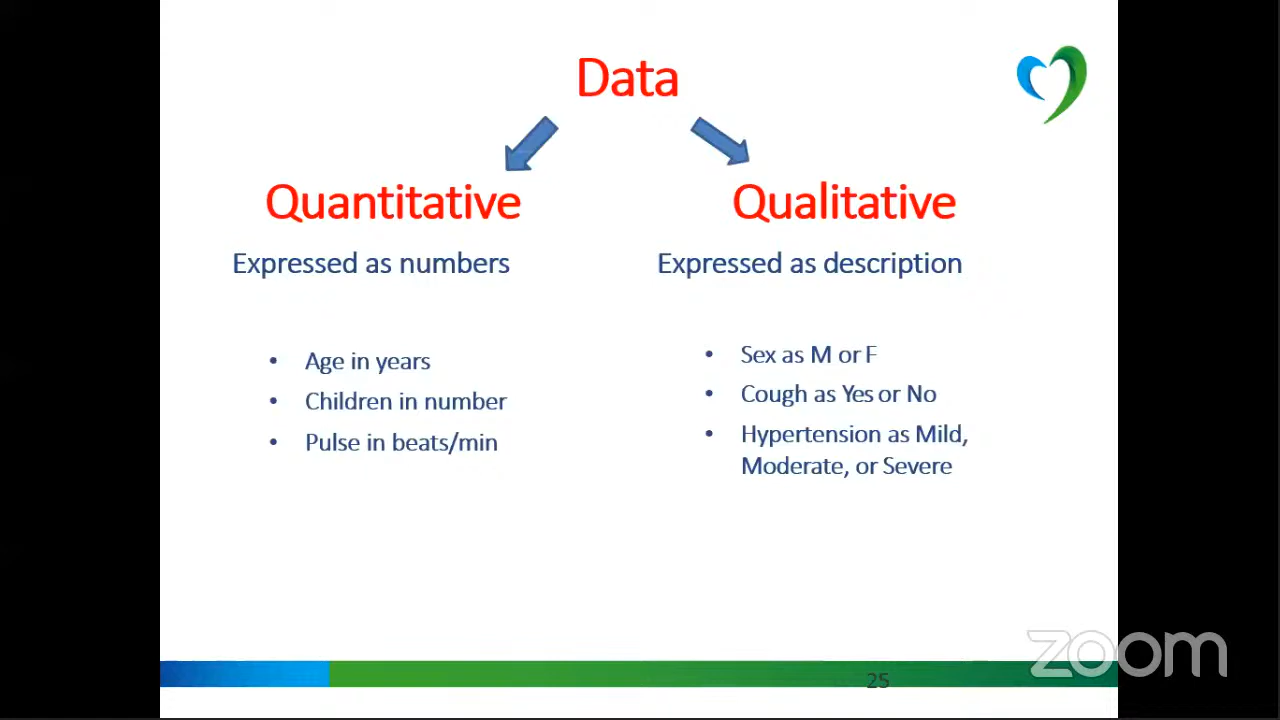 Data
Quantitative
Expressed as numbers
• Age in years
• Children in number
• Pulse in beats/min
Qualitative
Expressed as description
• Sex as M or F
• Cough as Yes or No
• Hypertension as Mild,
Moderate, or Severe
25
zoom